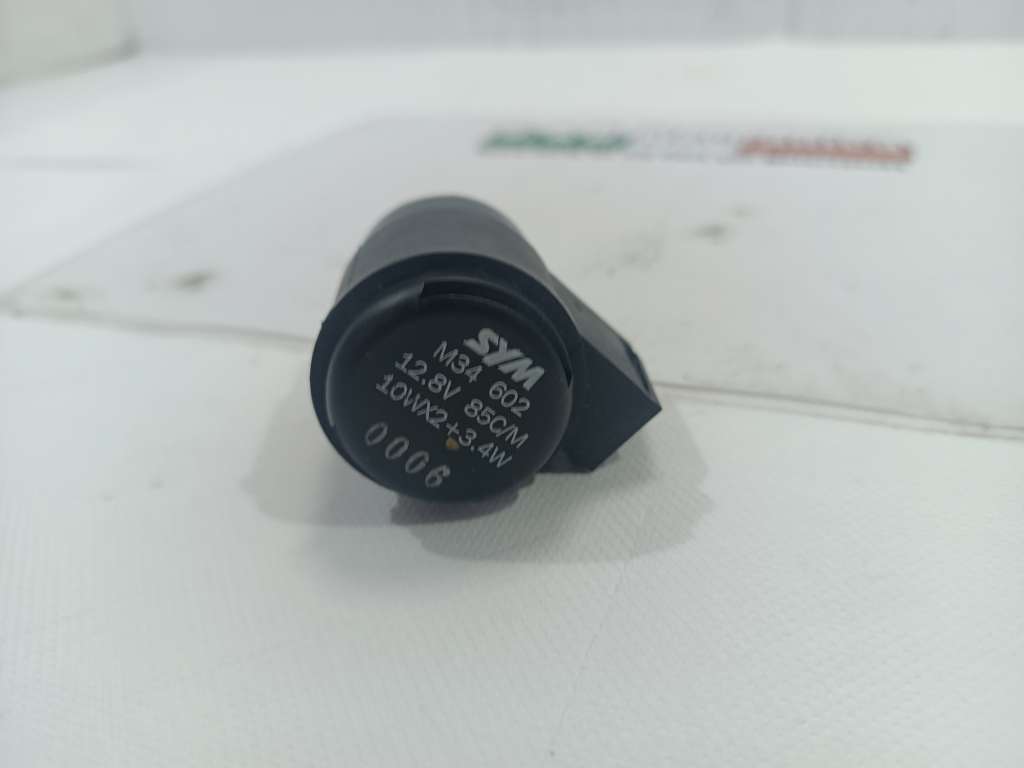 SYM
M34 602
12.8V 85C/M
10WX2+3.4W
0006